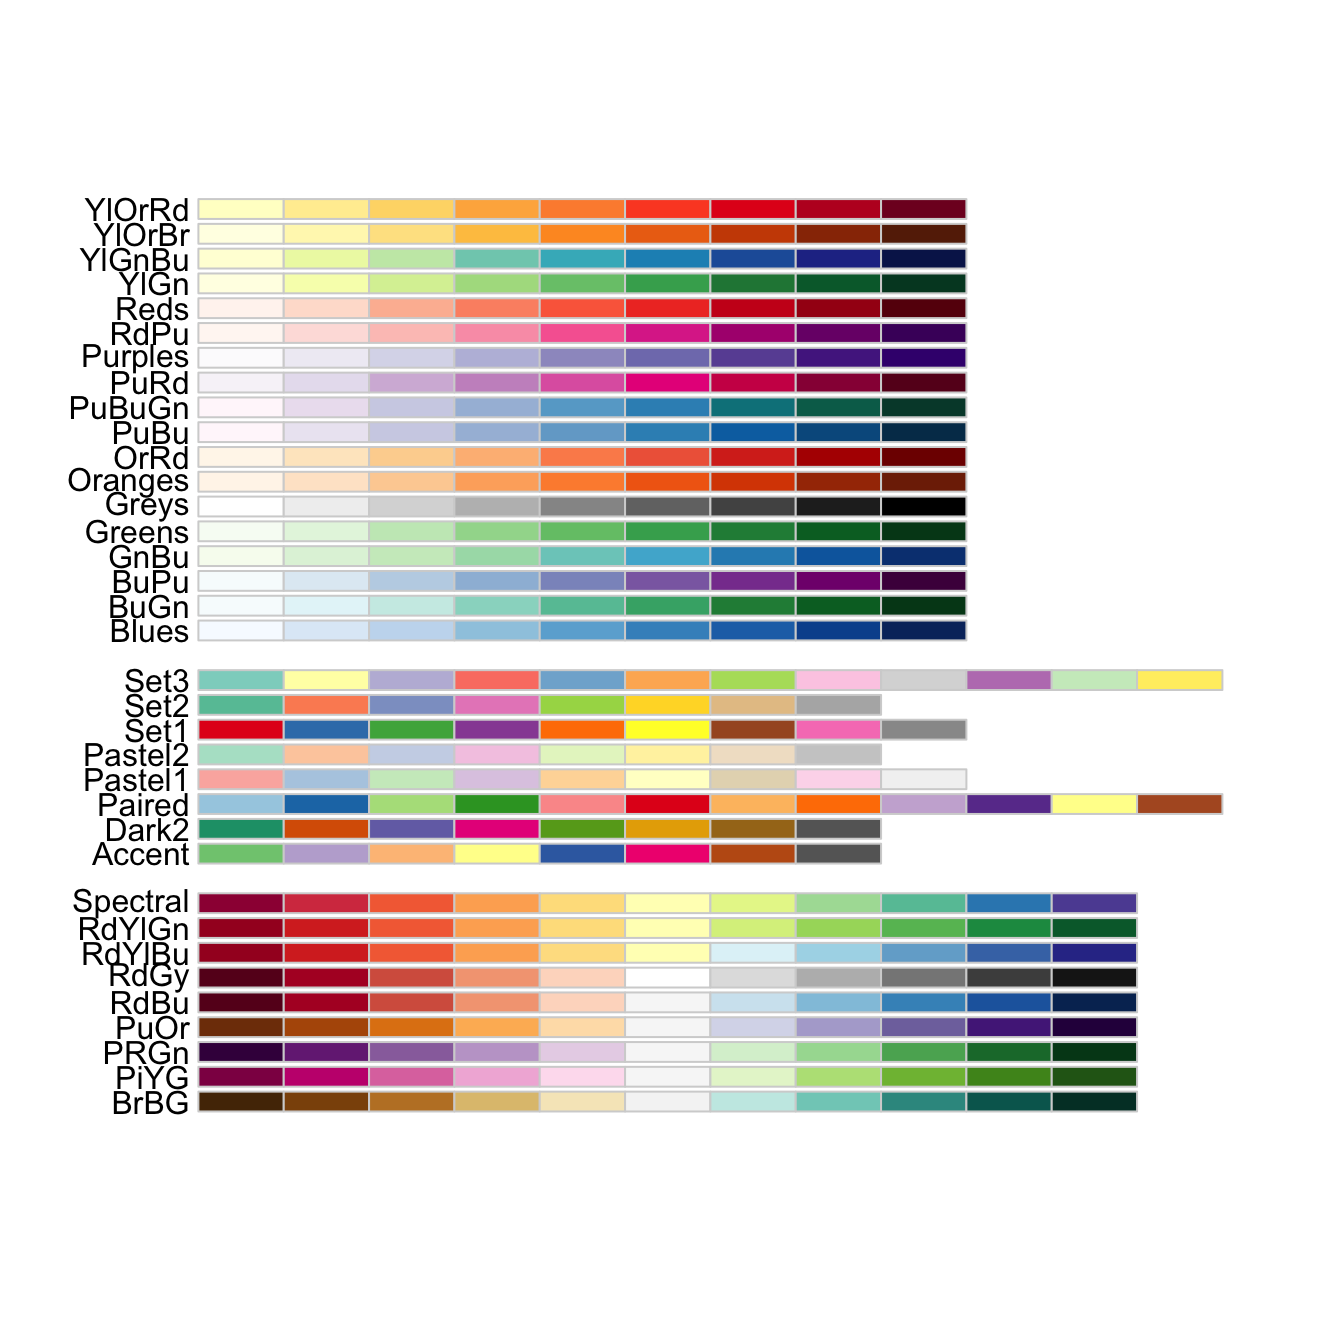 YlOrRd
YlOrBr
YlGnBu
YlGn
Reds
RdPu
Purples
PuRd
PuBuGn
PuBu
OrRd
Oranges
Greys
Greens
GnBu
BuPu
BuGn
Blues
Set3
Set2
Set1
Pastel2
Pastel1
Paired
Dark2
Accent
Spectral
RdYlGn
RdYlBu
RdGy
RdBu
PuOr
PRGn
PiYG
BrBG